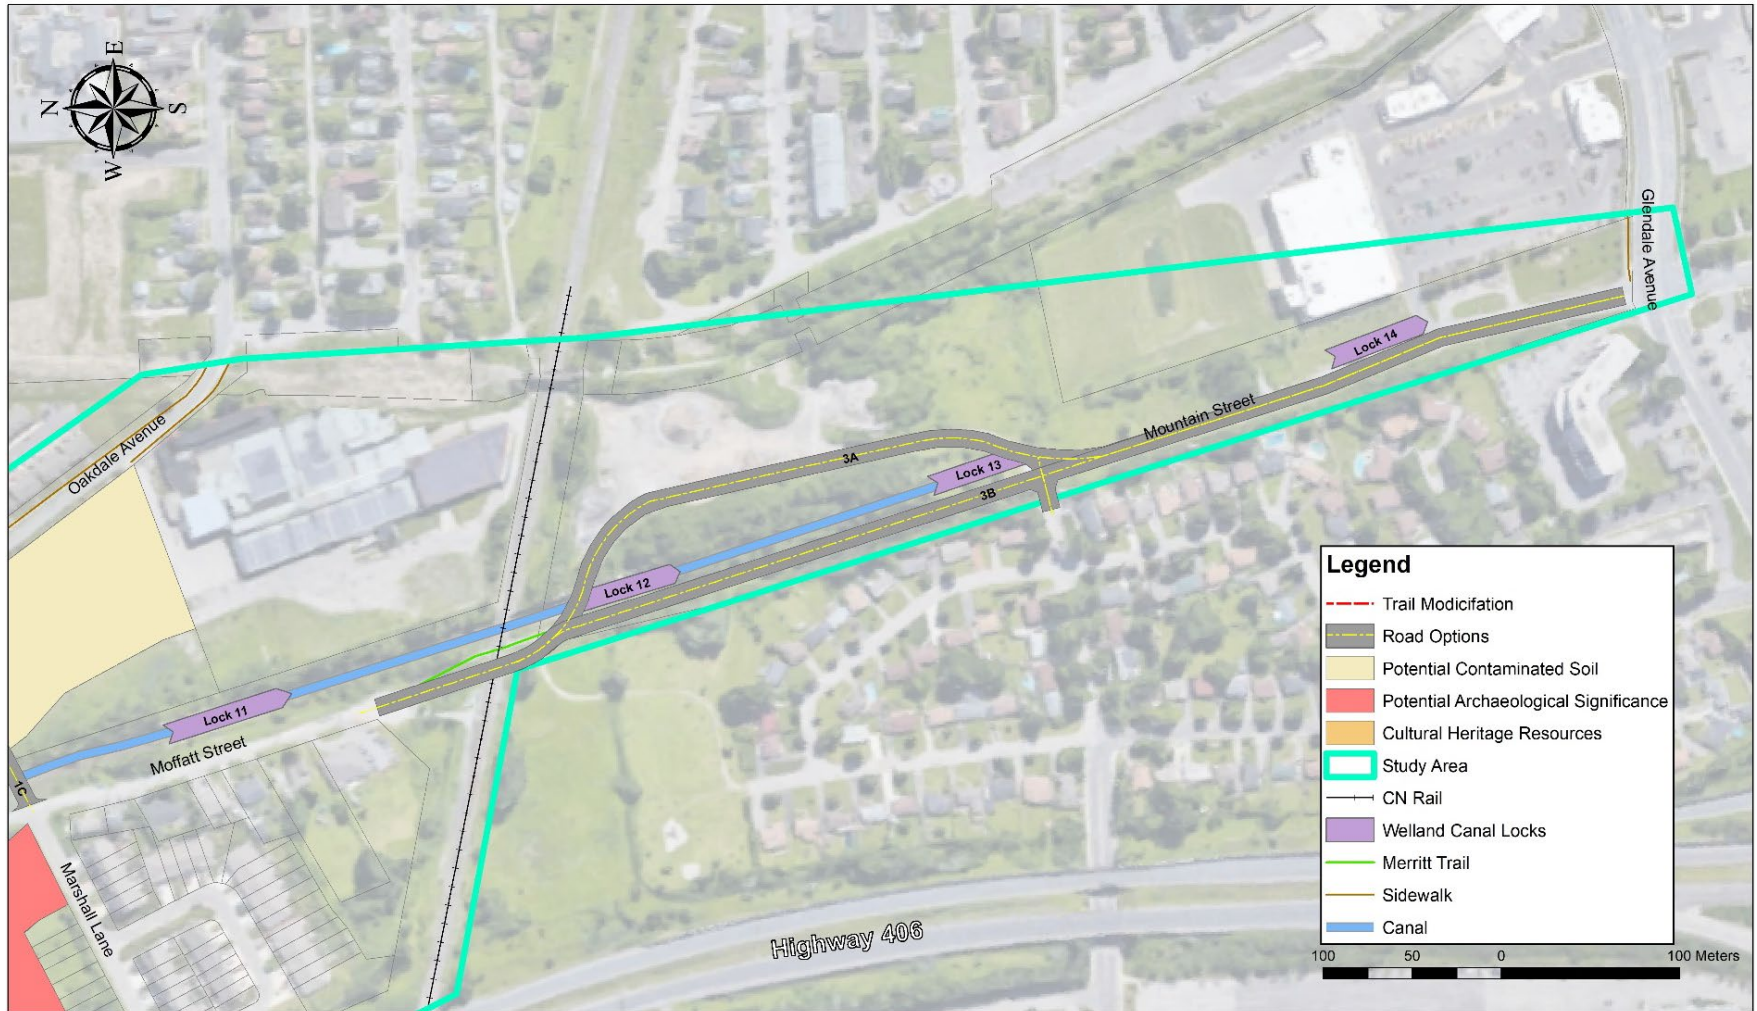 E
N
S
W
Glendale Avenue
Lock 14
Mountain Street
Oakdale Avenue
3A
Lock 13
3B
Lock 12
Lock 11
Moffatt Street
1C
Marshall Lane
Highway 406
Legend
Trail Modicifation
Road Options
Potential Contaminated Soil
Potential Archaeological Significance
Cultural Heritage Resources
Study Area
CN Rail
Welland Canal Locks
Merritt Trail
Sidewalk
Canal
100 50 0 100 Meters